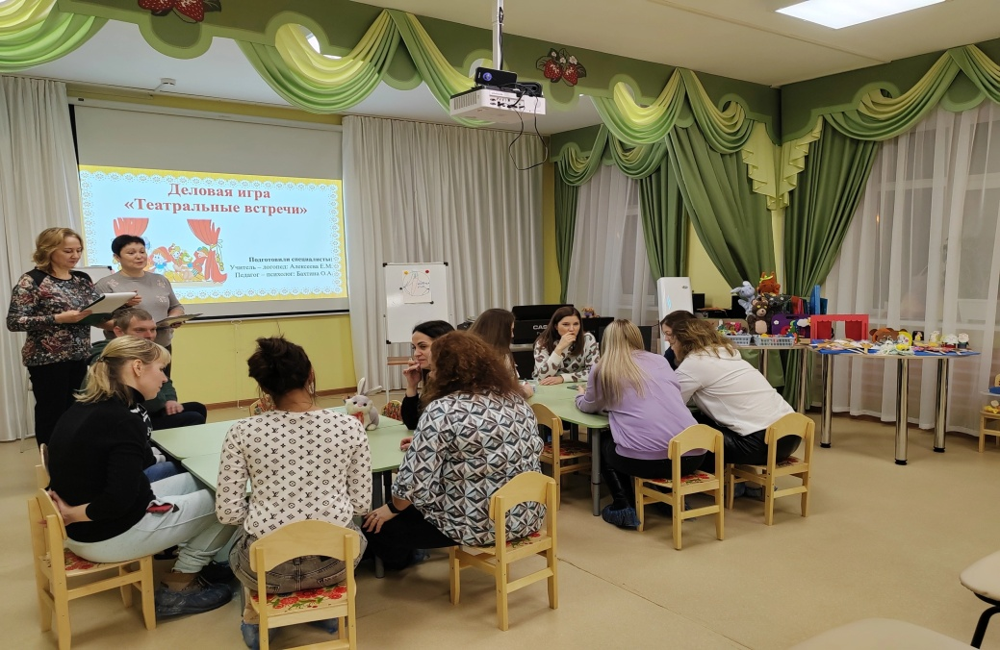 Деловая игра
«Театральные встречи»
Подготовили специалисты:
Учитель – логопед: Алексеева Е.М.
Педагог – психолог: Бахтина О.А.